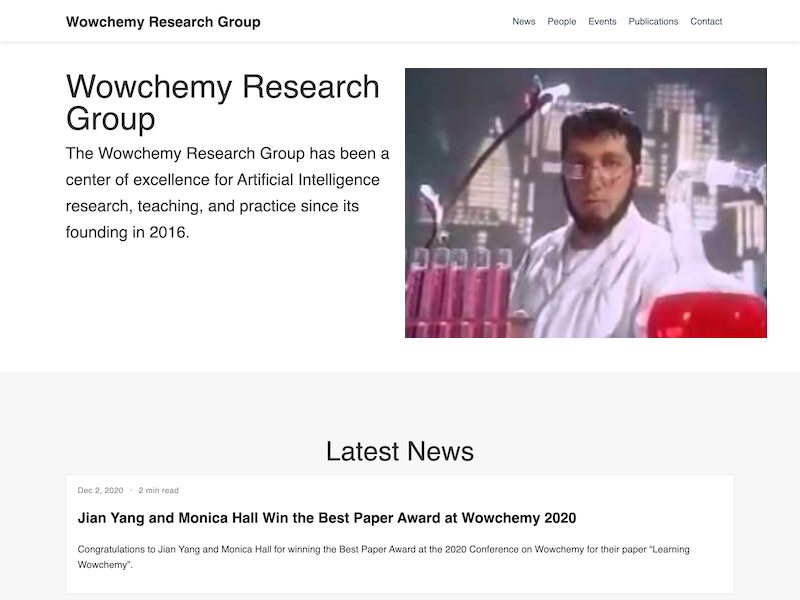 Wowchemy Research Group
News People Events Publications Contact
Wowchemy Research
Group
The Wowchemy Research Group has been a
center of excellence for Artificial Intelligence
research, teaching, and practice since its
founding in 2016.
Latest News
Dec 2, 2020 · 2 min read
Jian Yang and Monica Hall Win the Best Paper Award at Wowchemy 2020
Congratulations to Jian Yang and Monica Hall for winning the Best Paper Award at the 2020 Conference on Wowchemy for their paper “Learning
Wowchemy”.